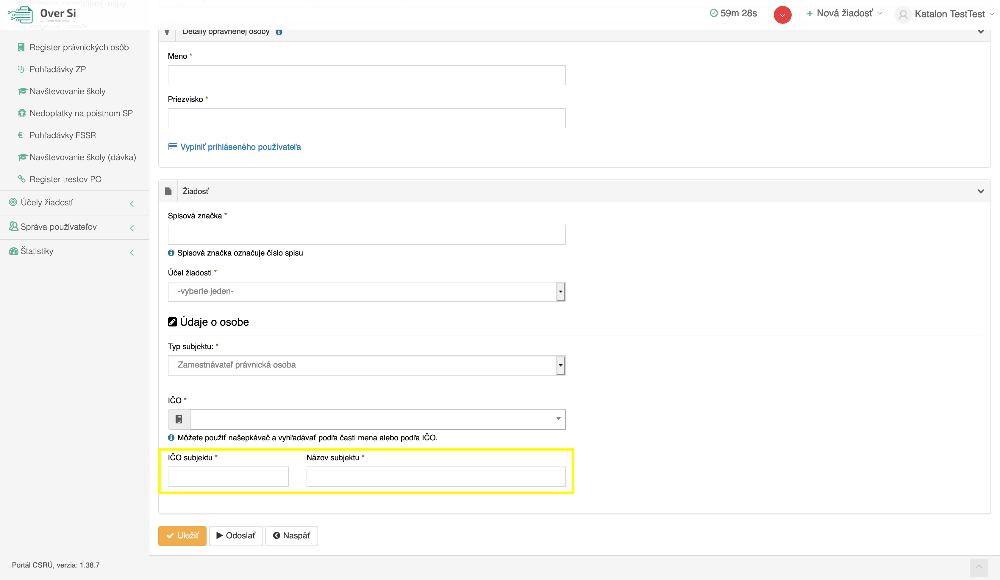 Kópia z katastrálnej mapy
Over Si
Centrálne údaje
59m 28s
Nová žiadosť
Katalon TestTest
Register trestov
Register právnických osôb
Pohľadávky ZP
Navštevovanie školy
Nedoplatky na poistnom SP
Pohľadávky FSSR
Navštevovanie školy (dávka)
Register trestov PO
Účely žiadostí
Správa používateľov
Štatistiky
Detaily oprávnenej osoby
Meno *
Priezvisko *
Vyplniť prihláseného používateľa
Žiadosť
Spisová značka *
Spisová značka označuje číslo spisu
Účel žiadosti *
-vyberte jeden-
Údaje o osobe
Typ subjektu: *
Zamestnávateľ právnická osoba
IČO *
Môžete použiť našepkávač a vyhľadávať podľa časti mena alebo podľa IČO.
IČO subjektu *
Názov subjektu *
Uložiť
Odoslať
Naspäť
Portál CSRÚ, verzia: 1.38.7